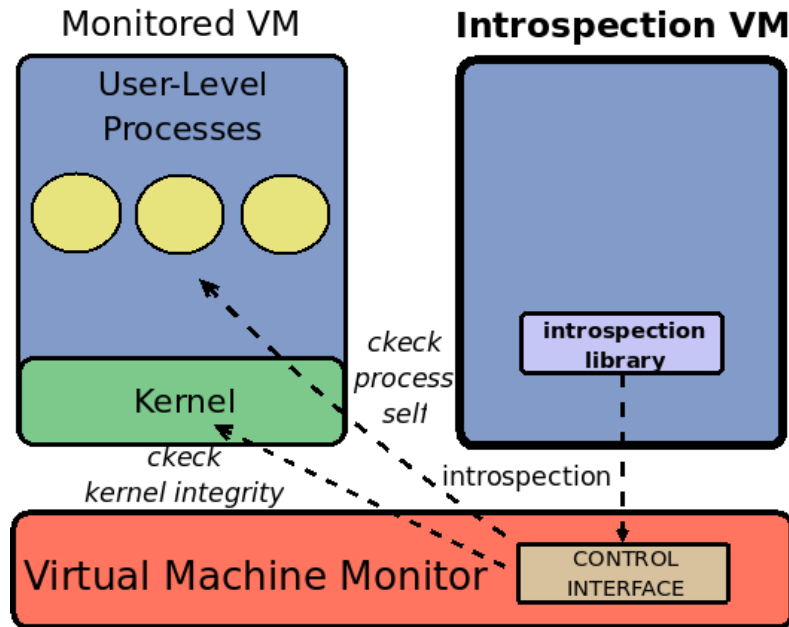 Monitored VM
Introspection VM
User-Level
Processes
introspection
library
ckeck
process
self
Kernel
ckeck
kernel integrity
introspection
Virtual Machine Monitor
CONTROL
INTERFACE